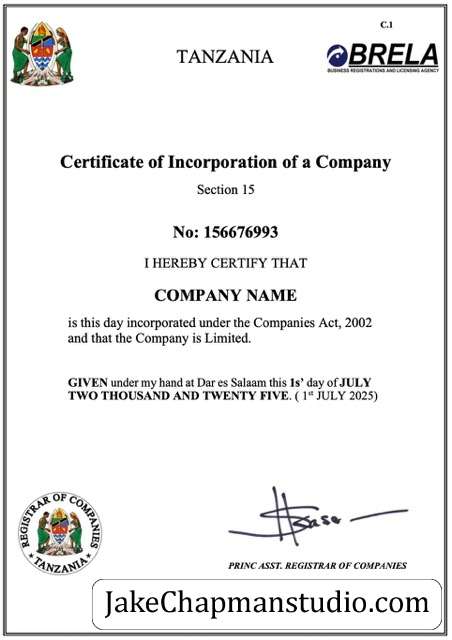 C.1
TANZANIA
BRELA
BUSINESS REGISTRATIONS AND LICENSING AGENCY
Certificate of Incorporation of a Company
Section 15
No: 156676993
I HEREBY CERTIFY THAT
COMPANY NAME
is this day incorporated under the Companies Act, 2002
and that the Company is Limited.
GIVEN under my hand at Dar es Salaam this 1s’ day of JULY
TWO THOUSAND AND TWENTY FIVE. ( 1st JULY 2025)
REGISTRAR OF COMPANIES
TANZANIA
PRINC ASST. REGISTRAR OF COMPANIES
JakeChapmanstudio.com